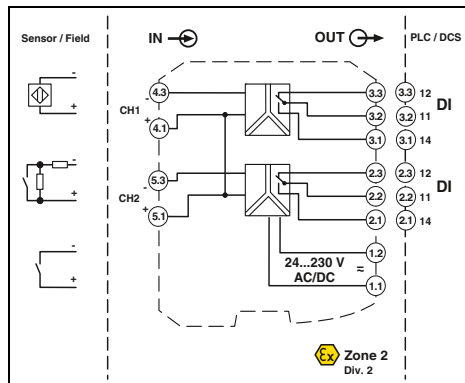 Sensor / Field
IN
OUT
PLC / DCS
-
+
-
+
-
+
CH1
-
4.3
+
4.1
CH2
-
5.3
+
5.1
3.3 3.3 12
3.2 3.2 11
3.1 3.1 14
DI
2.3 2.3 12
2.2 2.2 11
2.1 2.1 14
DI
24...230 V
AC/DC
1.2
≈
1.1
Ex Zone 2
Div. 2